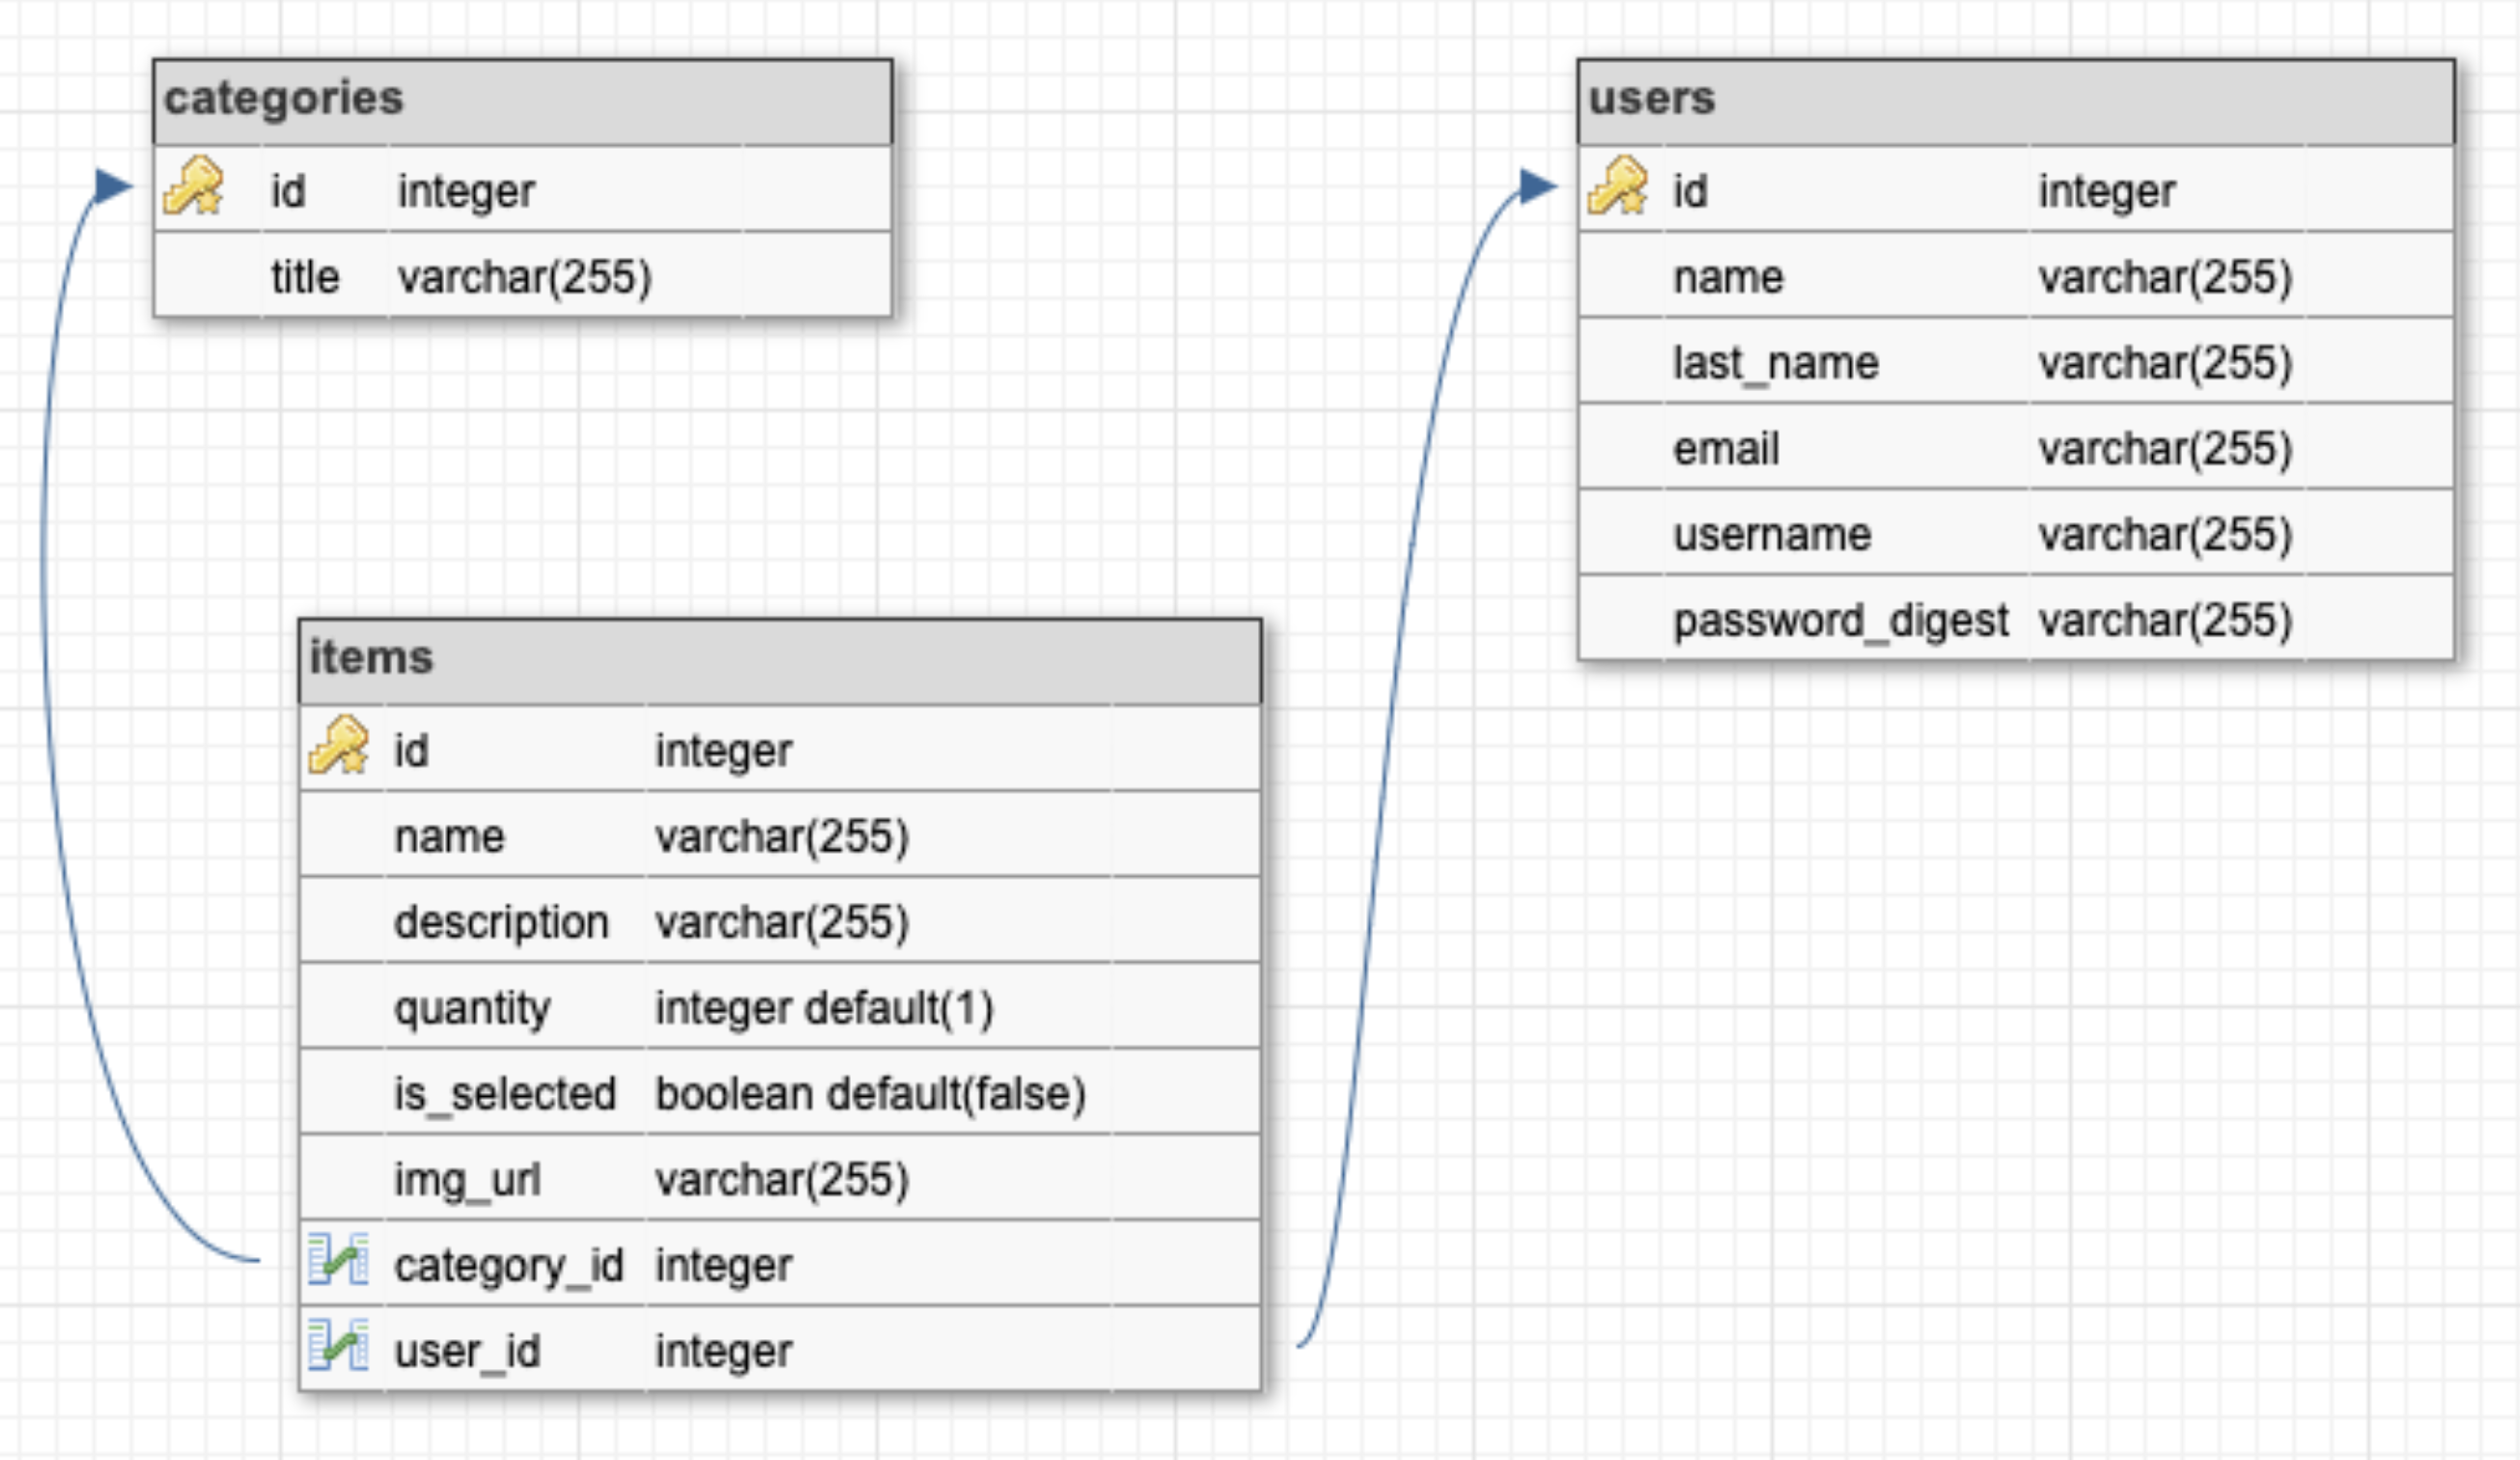 categories
id integer
title varchar(255)
users
id integer
name varchar(255)
last_name varchar(255)
email varchar(255)
username varchar(255)
password_digest varchar(255)
items
id integer
name varchar(255)
description varchar(255)
quantity integer default(1)
is_selected boolean default(false)
img_url varchar(255)
category_id integer
user_id integer